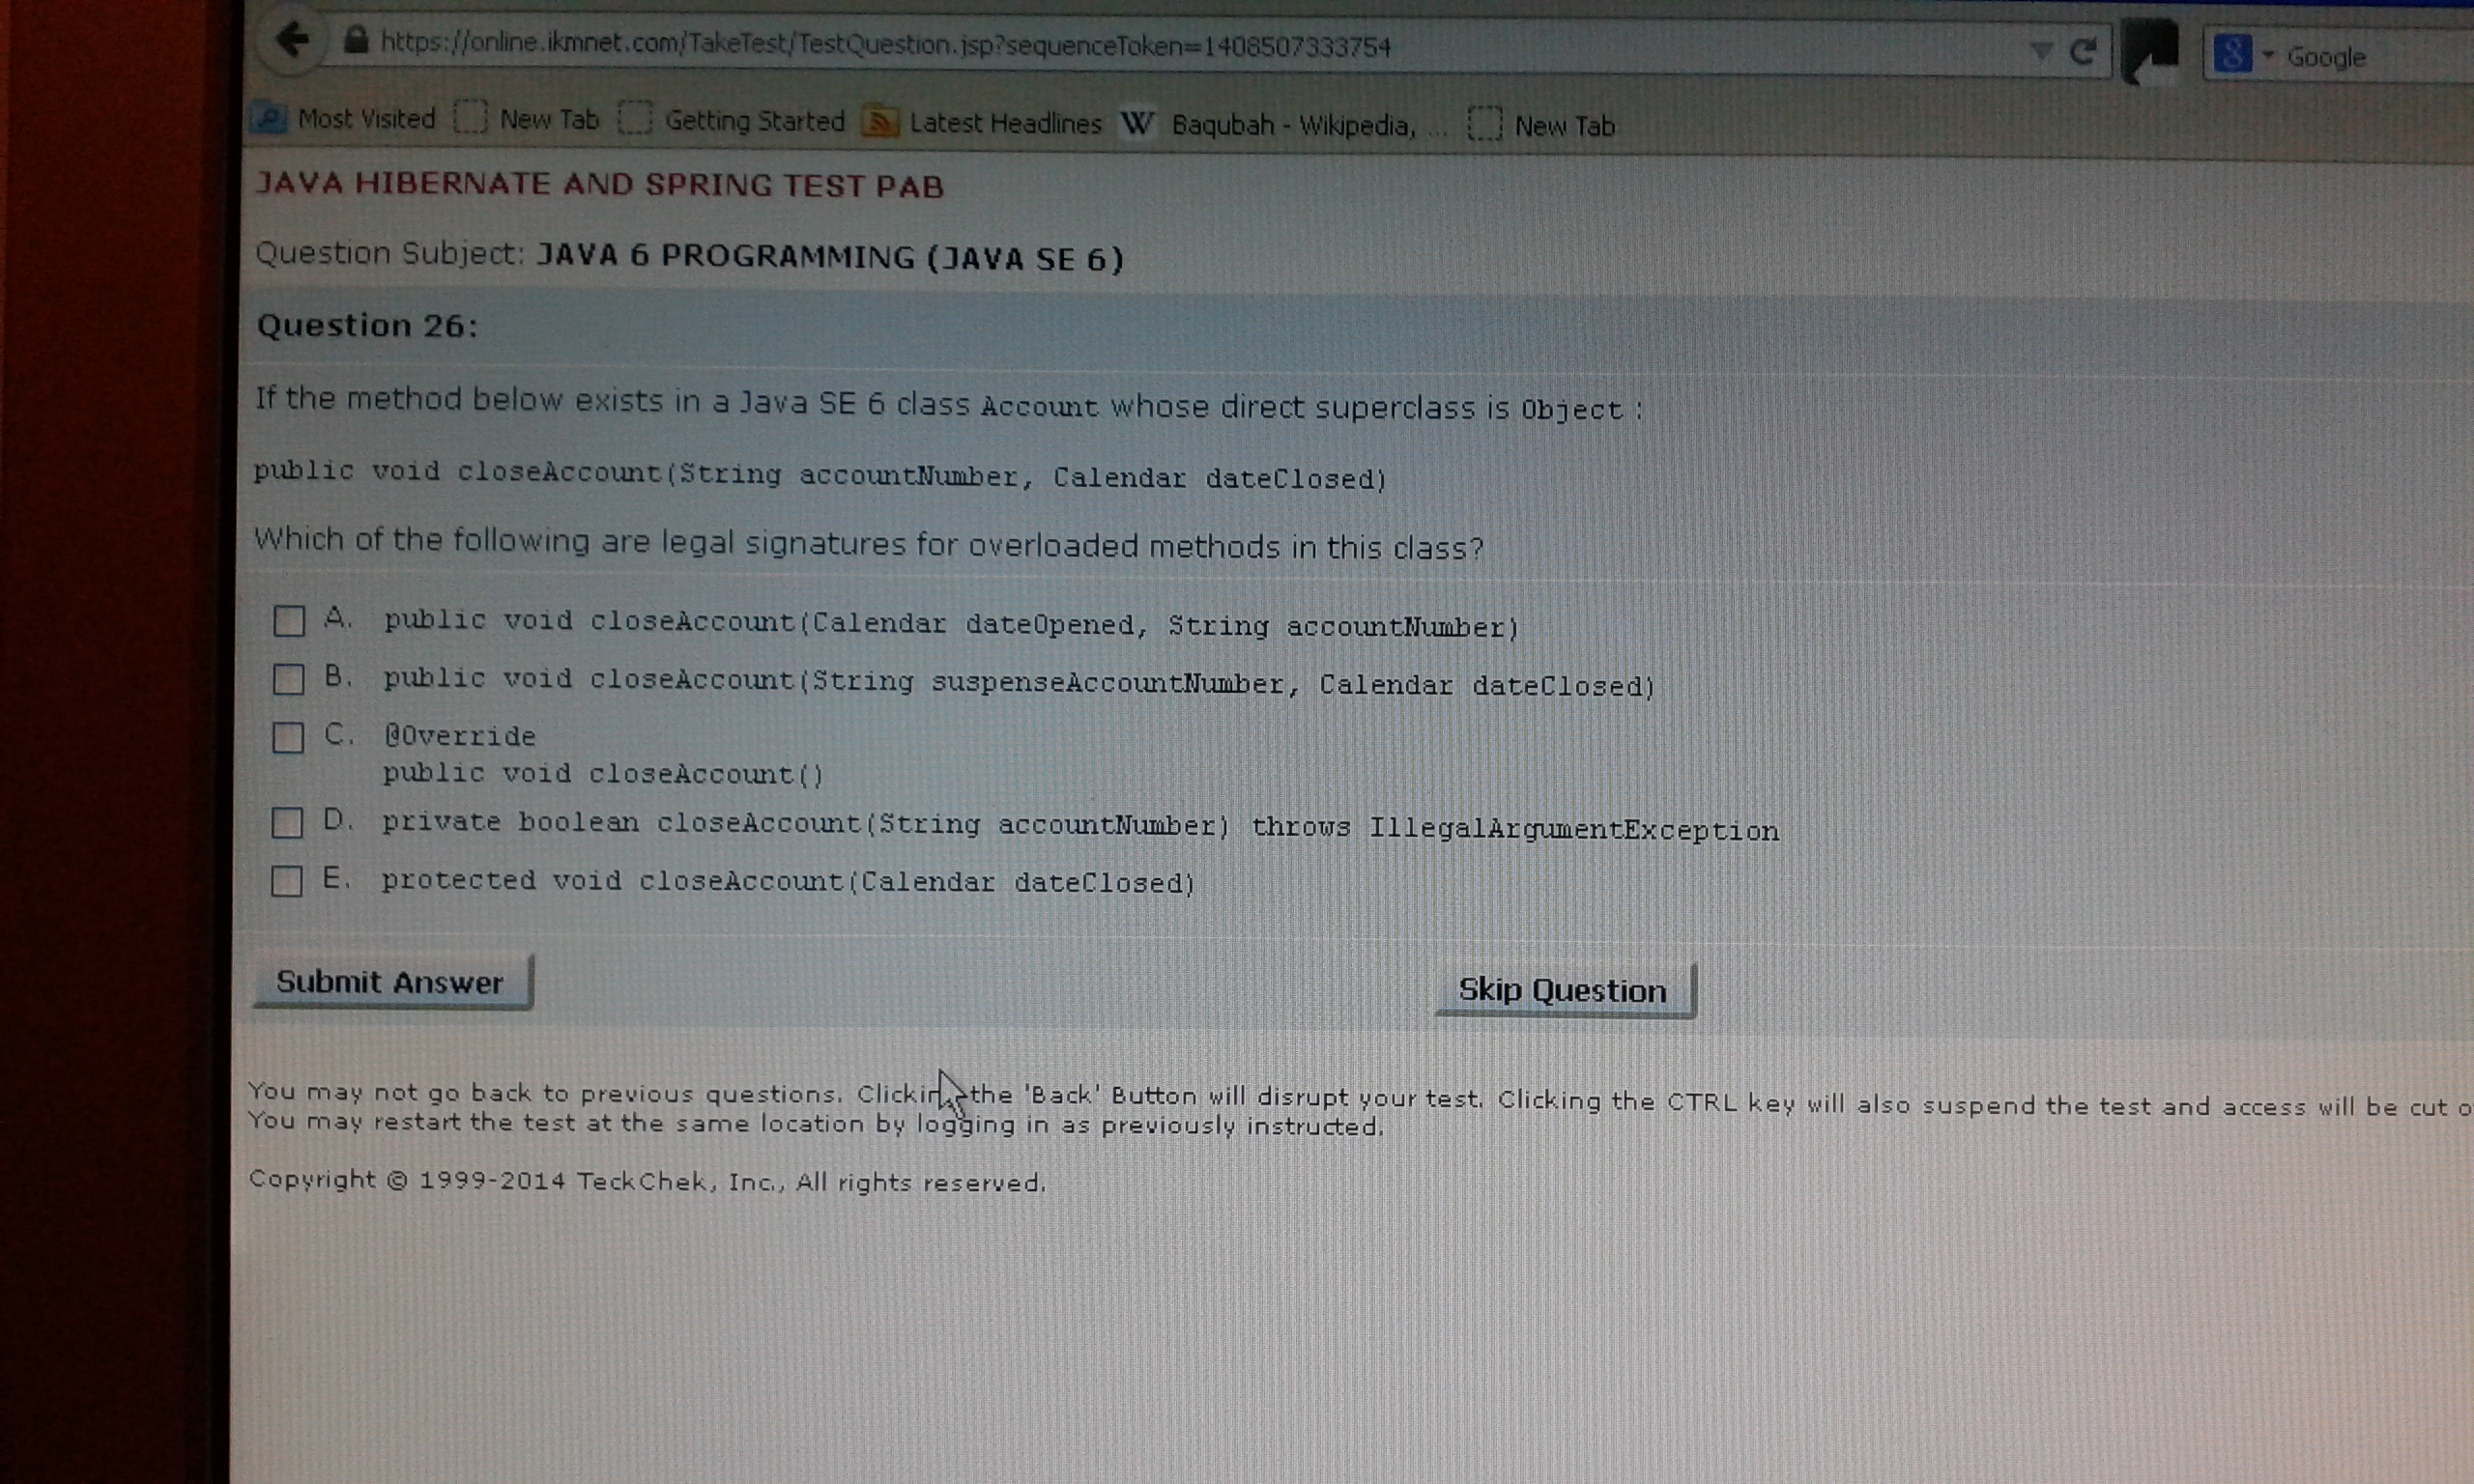 https://online.ikmnet.com/TakeTest/TestQuestion.jsp?sequenceToken=1408507333754
Google
Most Visited New Tab Getting Started Latest Headlines W Baqubah - Wikipedia, ... New Tab
JAVA HIBERNATE AND SPRING TEST PAB
Question Subject: JAVA 6 PROGRAMMING (JAVA SE 6)
Question 26:
If the method below exists in a Java SE 6 class Account whose direct superclass is Object :
public void closeAccount(String accountNumber, Calendar dateClosed)
Which of the following are legal signatures for overloaded methods in this class?
A. public void closeAccount(Calendar dateOpened, String accountNumber)
B. public void closeAccount(String suspenseAccountNumber, Calendar dateClosed)
C. @Override
public void closeAccount()
D. private boolean closeAccount(String accountNumber) throws IllegalArgumentException
E. protected void closeAccount(Calendar dateClosed)
Submit Answer
Skip Question
You may not go back to previous questions. Clicking the 'Back' Button will disrupt your test. Clicking the CTRL key will also suspend the test and access will be cut
You may restart the test at the same location by logging in as previously instructed.
Copyright © 1999-2014 TeckChek, Inc., All rights reserved.